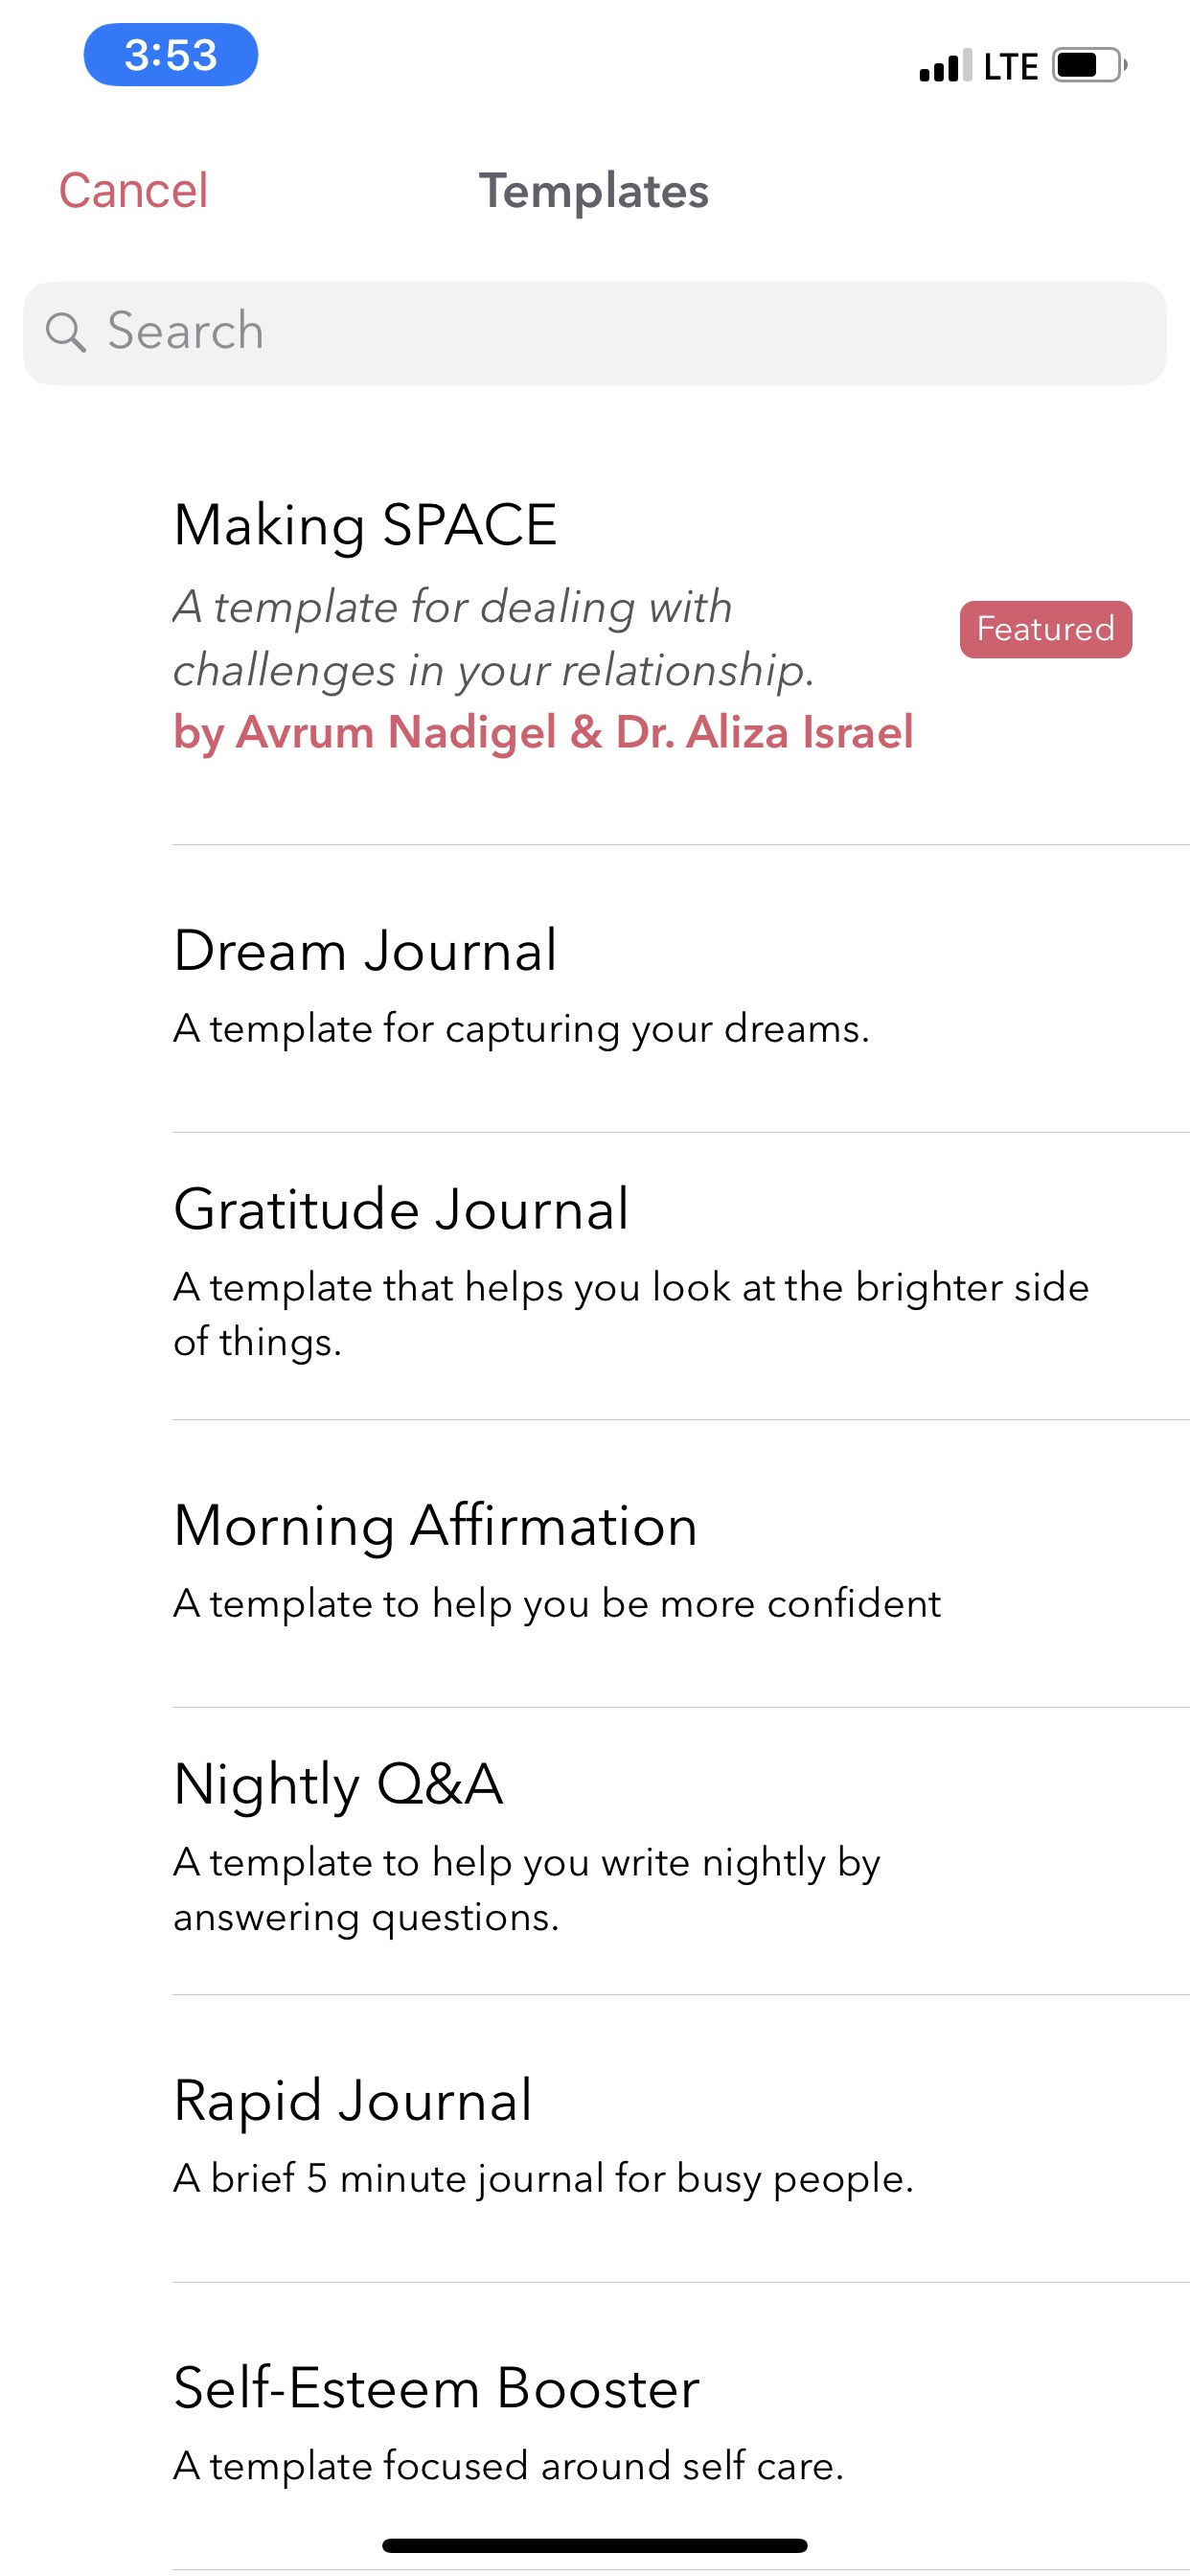 3:53
LTE
Cancel
Templates
Search
Making SPACE
A template for dealing with
challenges in your relationship.
by Avrum Nadigel & Dr. Aliza Israel
Featured
Dream Journal
A template for capturing your dreams.
Gratitude Journal
A template that helps you look at the brighter side
of things.
Morning Affirmation
A template to help you be more confident
Nightly Q&A
A template to help you write nightly by
answering questions.
Rapid Journal
A brief 5 minute journal for busy people.
Self-Esteem Booster
A template focused around self care.